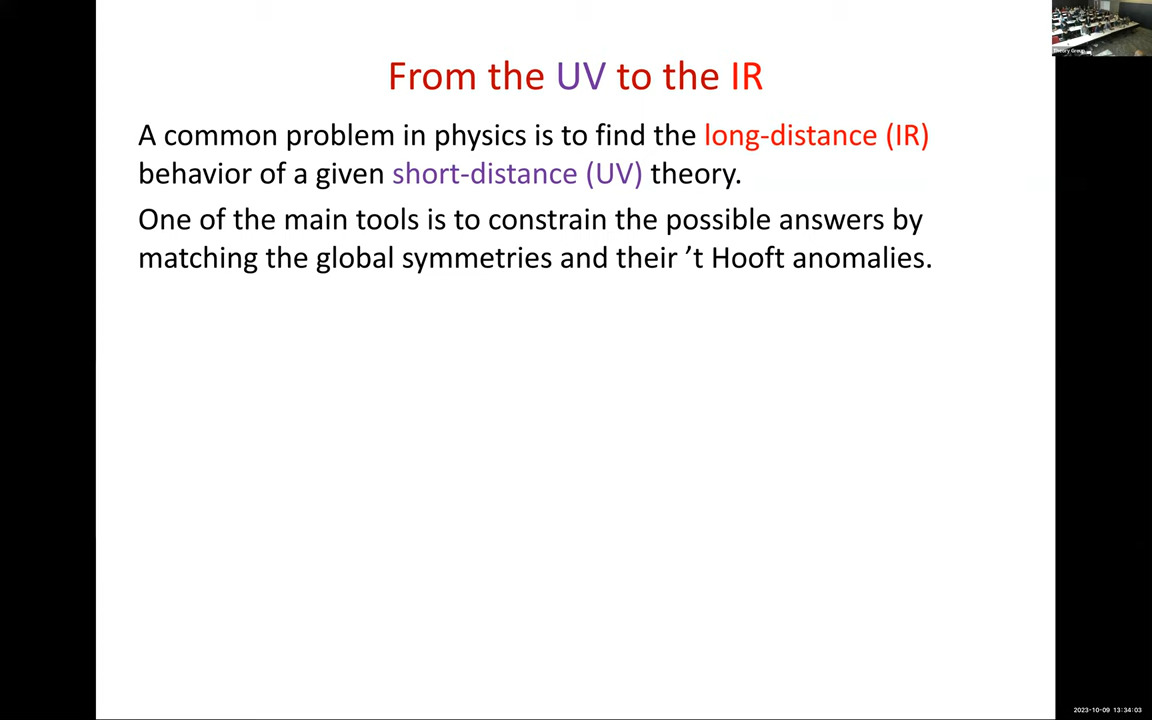 From the UV to the IR
A common problem in physics is to find the long-distance (IR)
behavior of a given short-distance (UV) theory.
One of the main tools is to constrain the possible answers by
matching the global symmetries and their ’t Hooft anomalies.
Theory Group
2023-10-09 13:34:03